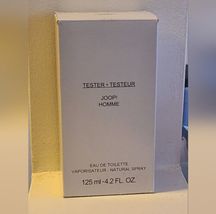 TESTER - TESTEUR
JOOP!
HOMME
EAU DE TOILETTE
VAPORISATEUR · NATURAL SPRAY
125 ml - 4.2 FL. OZ.